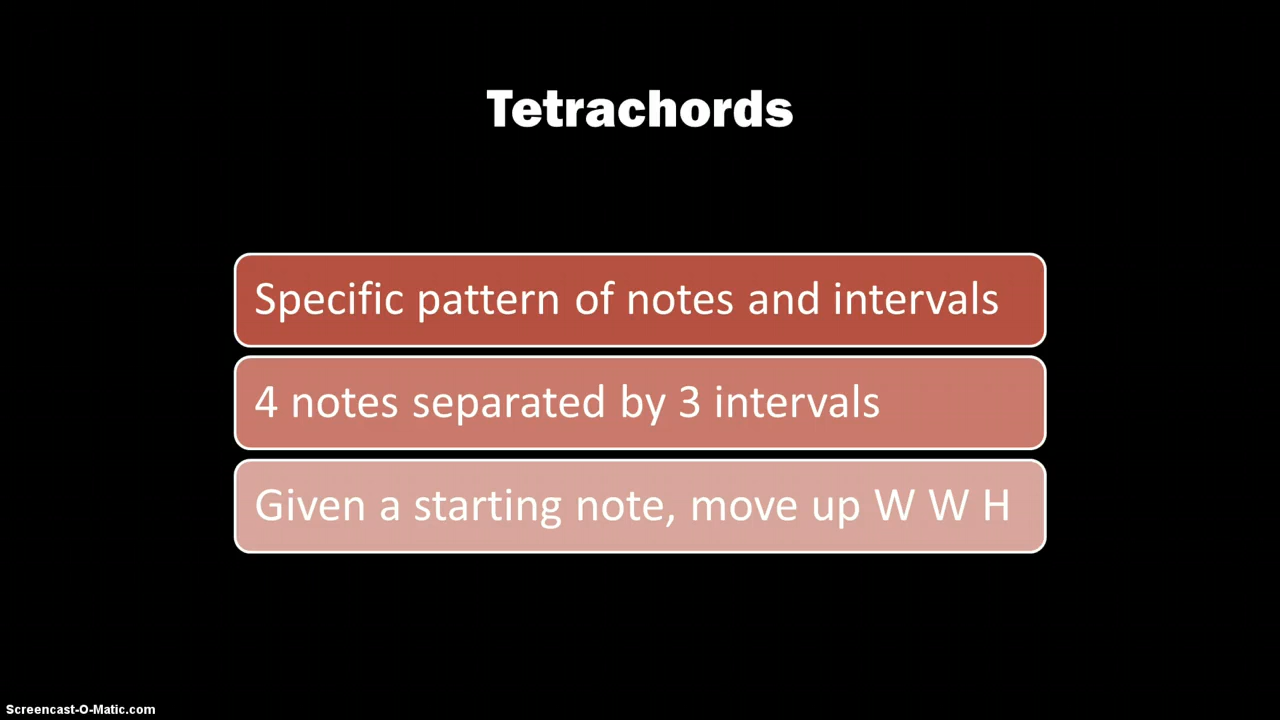 Tetrachords
Specific pattern of notes and intervals
4 notes separated by 3 intervals
Given a starting note, move up W W H
Screencast-O-Matic.com